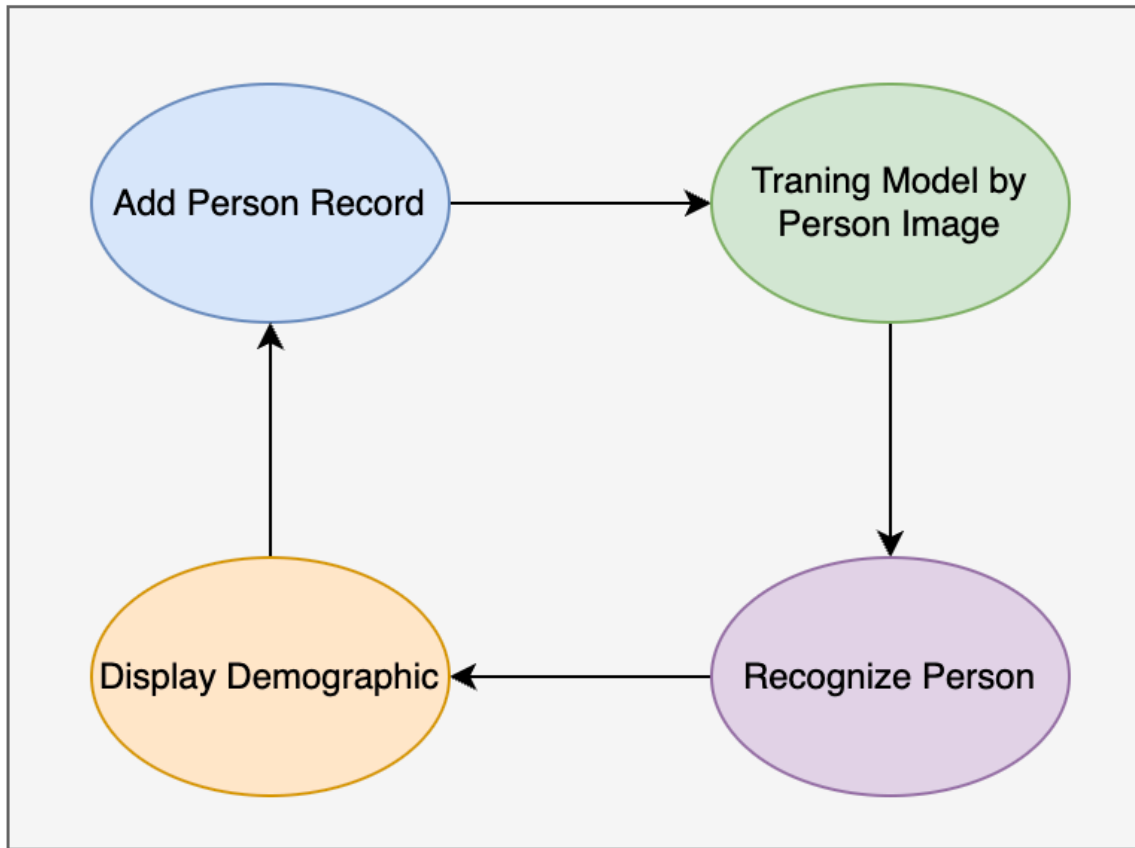 Add Person Record
Traning Model by
Person Image
Display Demographic
Recognize Person